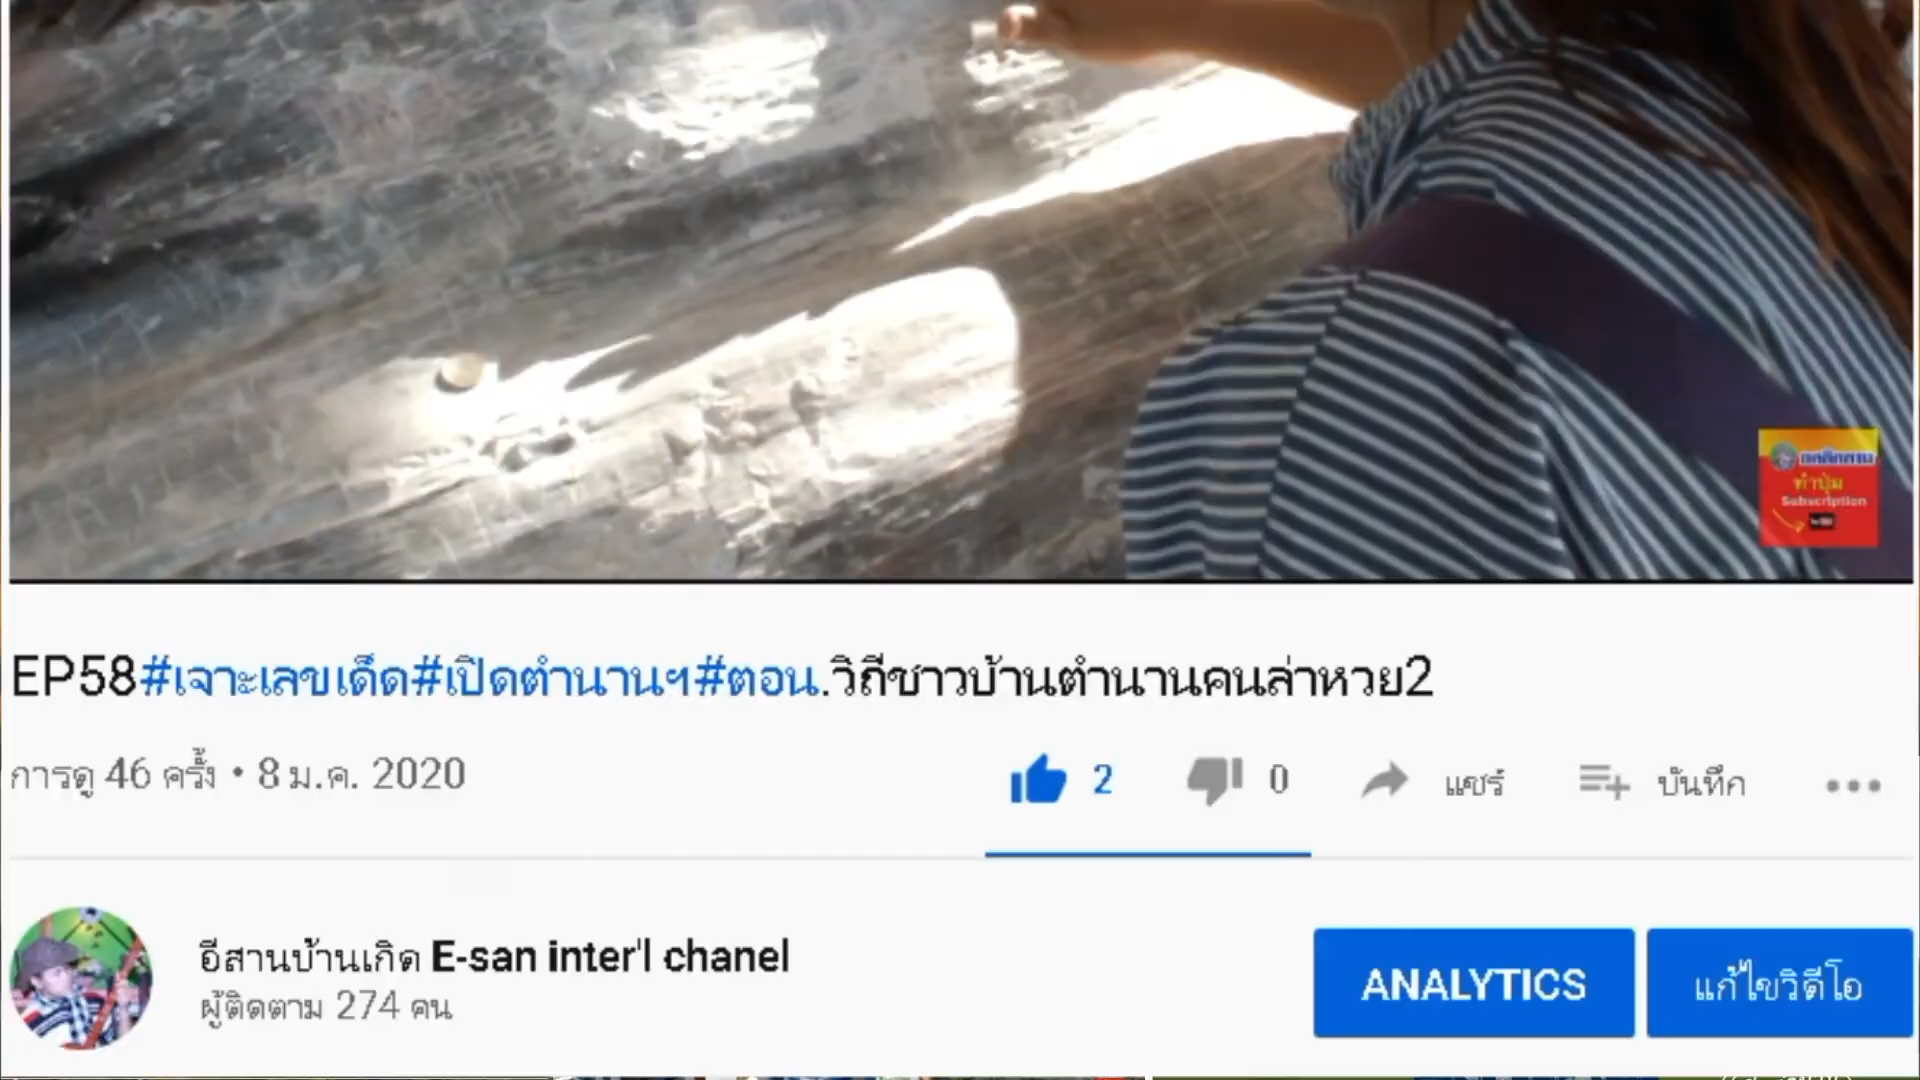 ทำปุ่ม
Subscription
EP58#เจาะเลขเด็ด#เปิดตำนานฯ#ตอน.วิถีชาวบ้านตำนานคนล่าหวย2
การดู 46 ครั้ง • 8 ม.ค. 2020
2 0 แชร์ บันทึก
อีสานบ้านเกิด E-san inter'l chanel
ผู้ติดตาม 274 คน
ANALYTICS แก้ไขวิดีโอ